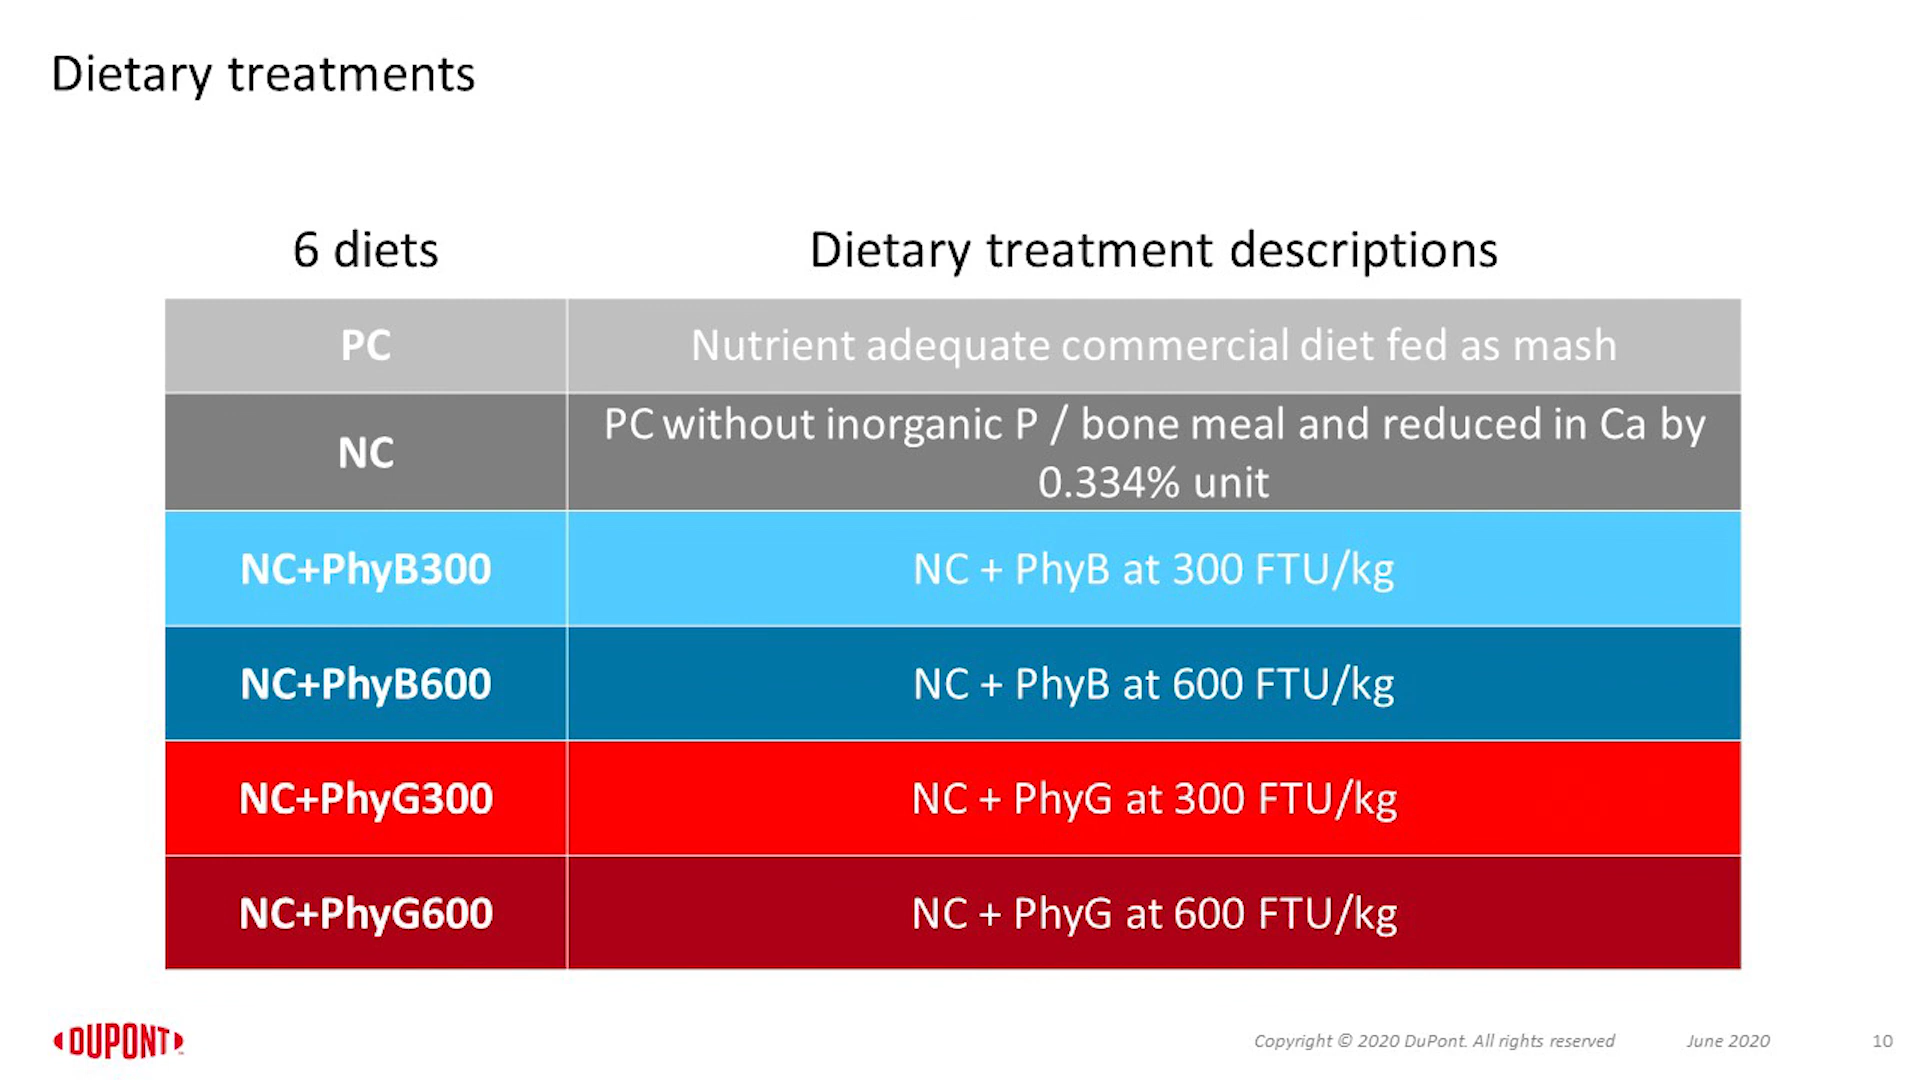 Dietary treatments
6 diets
Dietary treatment descriptions
PC
Nutrient adequate commercial diet fed as mash
NC
PC without inorganic P / bone meal and reduced in Ca by
0.334% unit
NC+PhyB300
NC + PhyB at 300 FTU/kg
NC+PhyB600
NC + PhyB at 600 FTU/kg
NC+PhyG300
NC + PhyG at 300 FTU/kg
NC+PhyG600
NC + PhyG at 600 FTU/kg
DUPONT
Copyright © 2020 DuPont. All rights reserved
June 2020
10